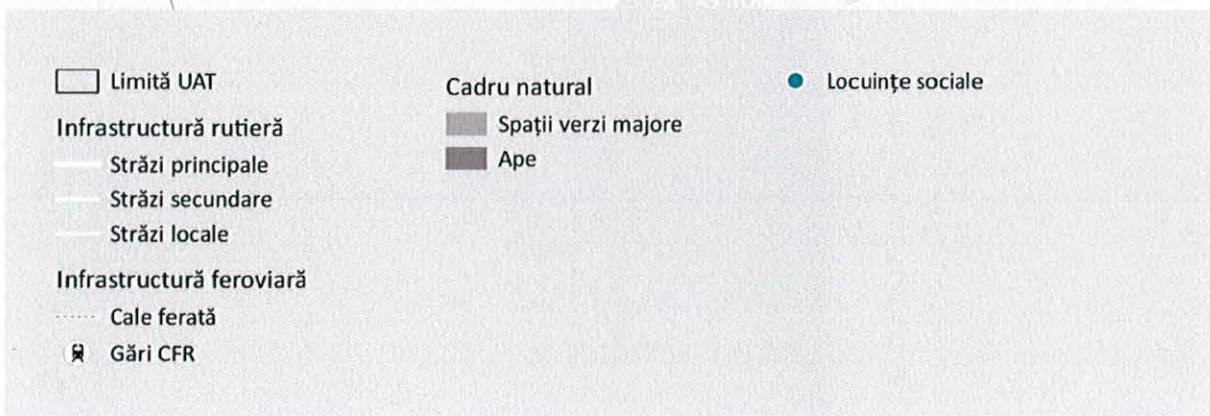 Limită UAT
Infrastructură rutieră
Străzi principale
Străzi secundare
Străzi locale
Infrastructură feroviară
Cale ferată
Gări CFR
Cadru natural
Spații verzi majore
Ape
Locuințe sociale